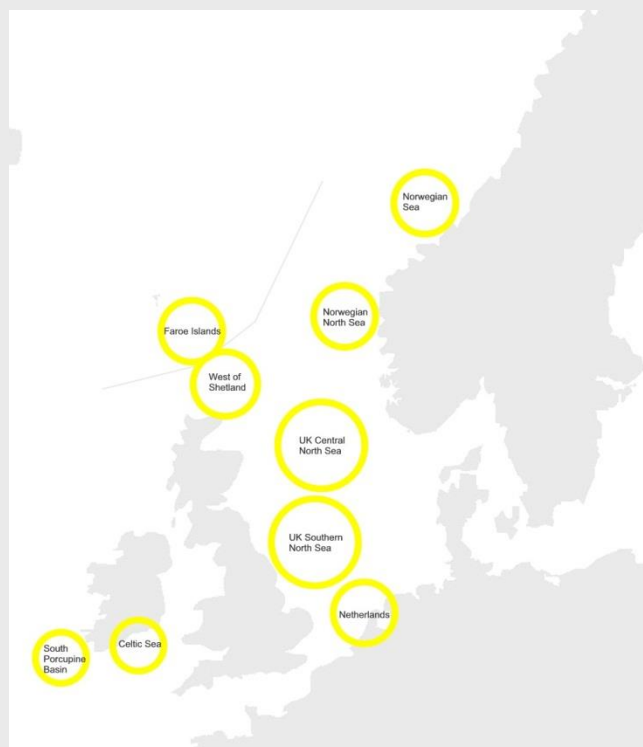 Norwegian
Sea
Norwegian
North Sea
Faroe Islands
West of
Shetland
UK Central
North Sea
UK Southern
North Sea
Netherlands
Celtic Sea
South
Porcupine
Basin